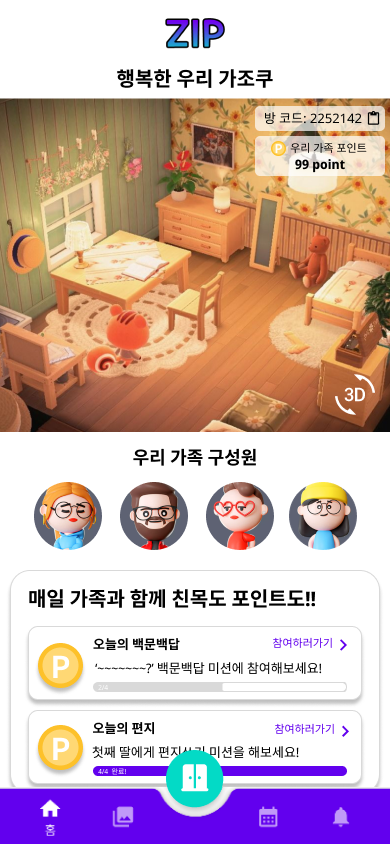 ZIP
행복한 우리 가조쿠
방 코드: 2252142
P 우리 가족 포인트
99 point
3D
우리 가족 구성원
매일 가족과 함께 친목도 포인트도!!
오늘의 백문백답
참여하러가기
P
‘~~~~~~~?’ 백문백답 미션에 참여해보세요!
2/4
오늘의 편지
참여하러가기
P
첫째 딸에게 편지쓰기 미션을 해보세요!
4/4 완료!
홈